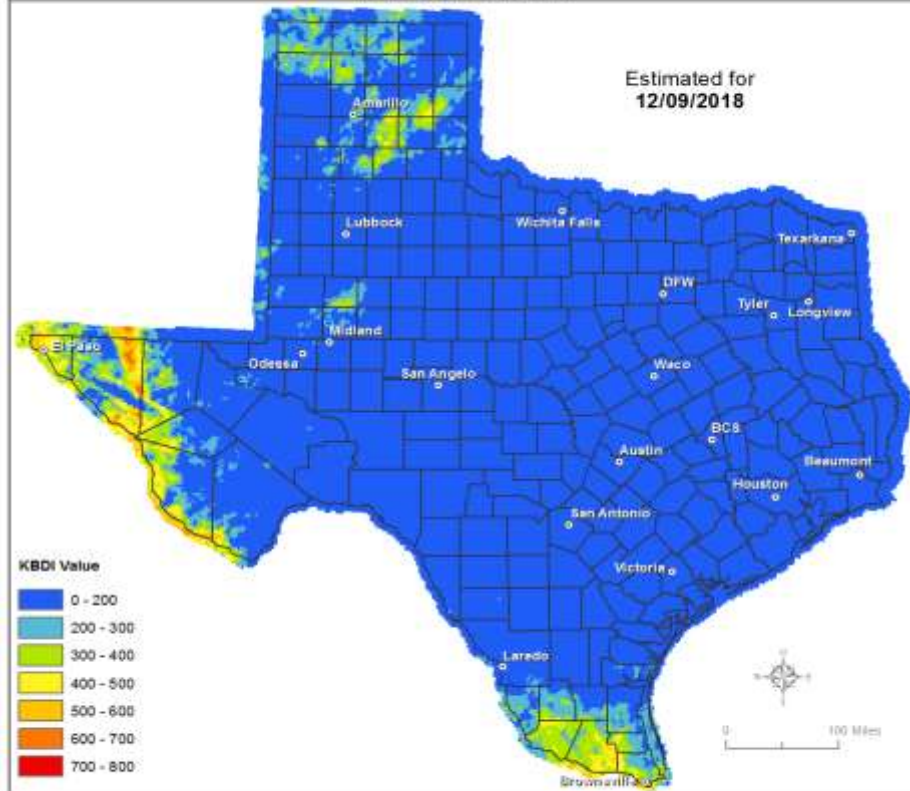 Estimated for
12/09/2018
Amarillo
Lubbock
Wichita Falls
Texarkana
DFW
Tyler
Longview
Midland
El Paso
Odessa
San Angelo
Waco
BCS
Austin
Beaumont
Houston
San Antonio
Victoria
Laredo
Brownsville
KBDI Value
0 - 200
200 - 300
300 - 400
400 - 500
500 - 600
600 - 700
700 - 800
0 100 Miles